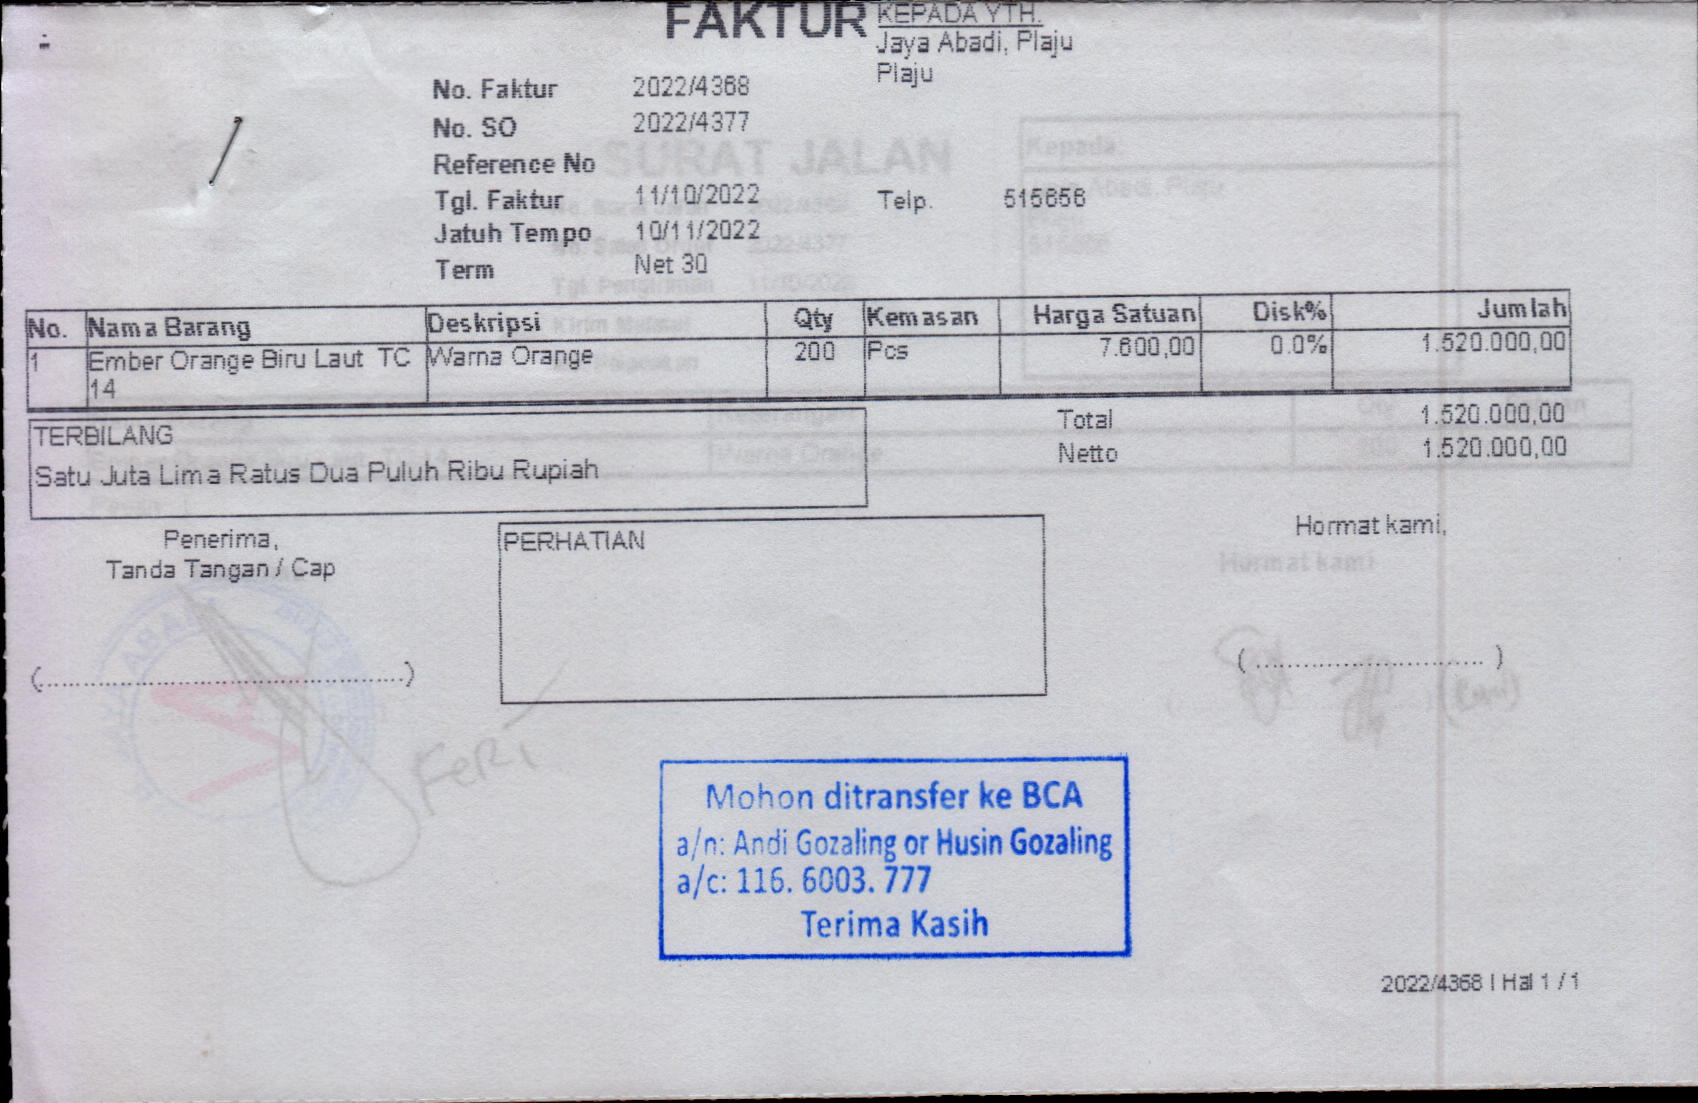 FAKTUR
KEPADA YTH.
Jaya Abadi, Plaju
Plaju
No. Faktur 2022/4368
No. SO 2022/4377
Reference No
Tgl. Faktur 11/10/2022 Telp. 515656
Jatuh Tempo 10/11/2022
Term Net 30
No. Nama Barang Deskripsi Qty Kemasan Harga Satuan Disk% Jumlah
1 Ember Orange Biru Laut TC Warna Orange 200 Pcs 7.600,00 0.0% 1.520.000,00
14
Total 1.520.000,00
Netto 1.520.000,00
TERBILANG
Satu Juta Lima Ratus Dua Puluh Ribu Rupiah
Penerima,
Tanda Tangan / Cap
(..................................................)
PERHATIAN
Hormat kami,
(................................)
FeRi
Mohon ditransfer ke BCA
a/n: Andi Gozaling or Husin Gozaling
a/c: 116. 6003. 777
Terima Kasih
2022/4368 | Hal 1 / 1
SURAT JALAN
Kepada
Hormat kami